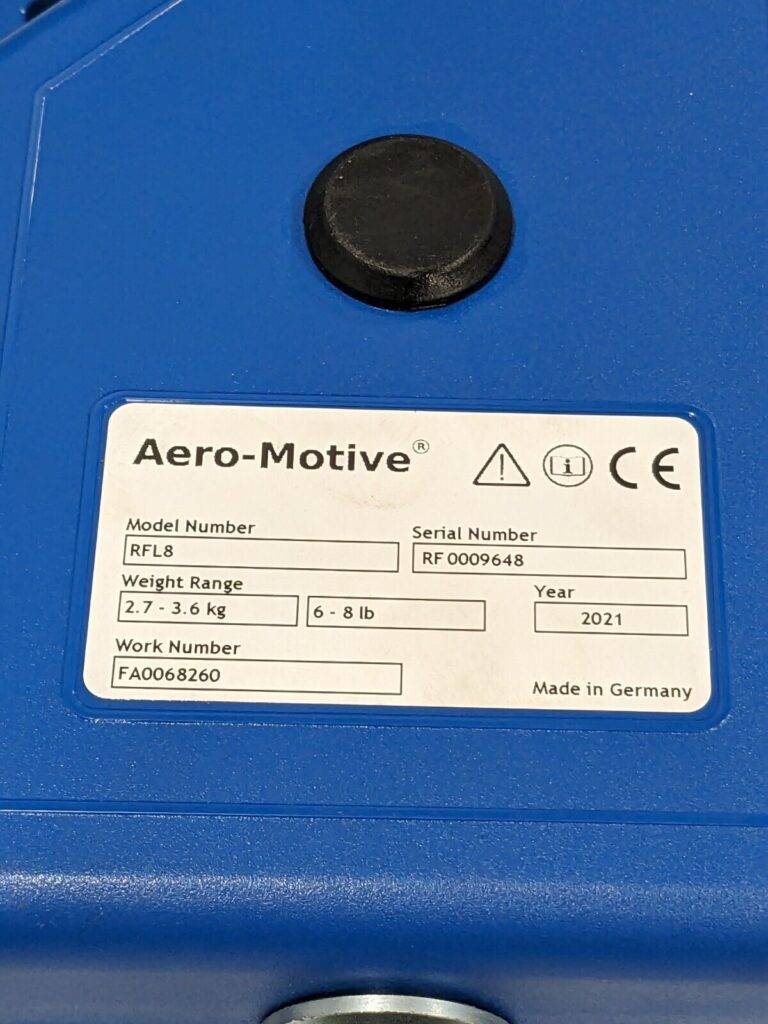 Aero-Motive®
CE
Model Number
RFL8
Serial Number
RF 0009648
Weight Range
2.7 - 3.6 kg
6 - 8 lb
Year
2021
Work Number
FA0068260
Made in Germany